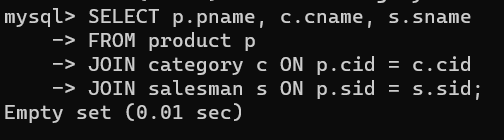 mysql> SELECT p.pname, c.cname, s.sname
    -> FROM product p
    -> JOIN category c ON p.cid = c.cid
    -> JOIN salesman s ON p.sid = s.sid;
Empty set (0.01 sec)